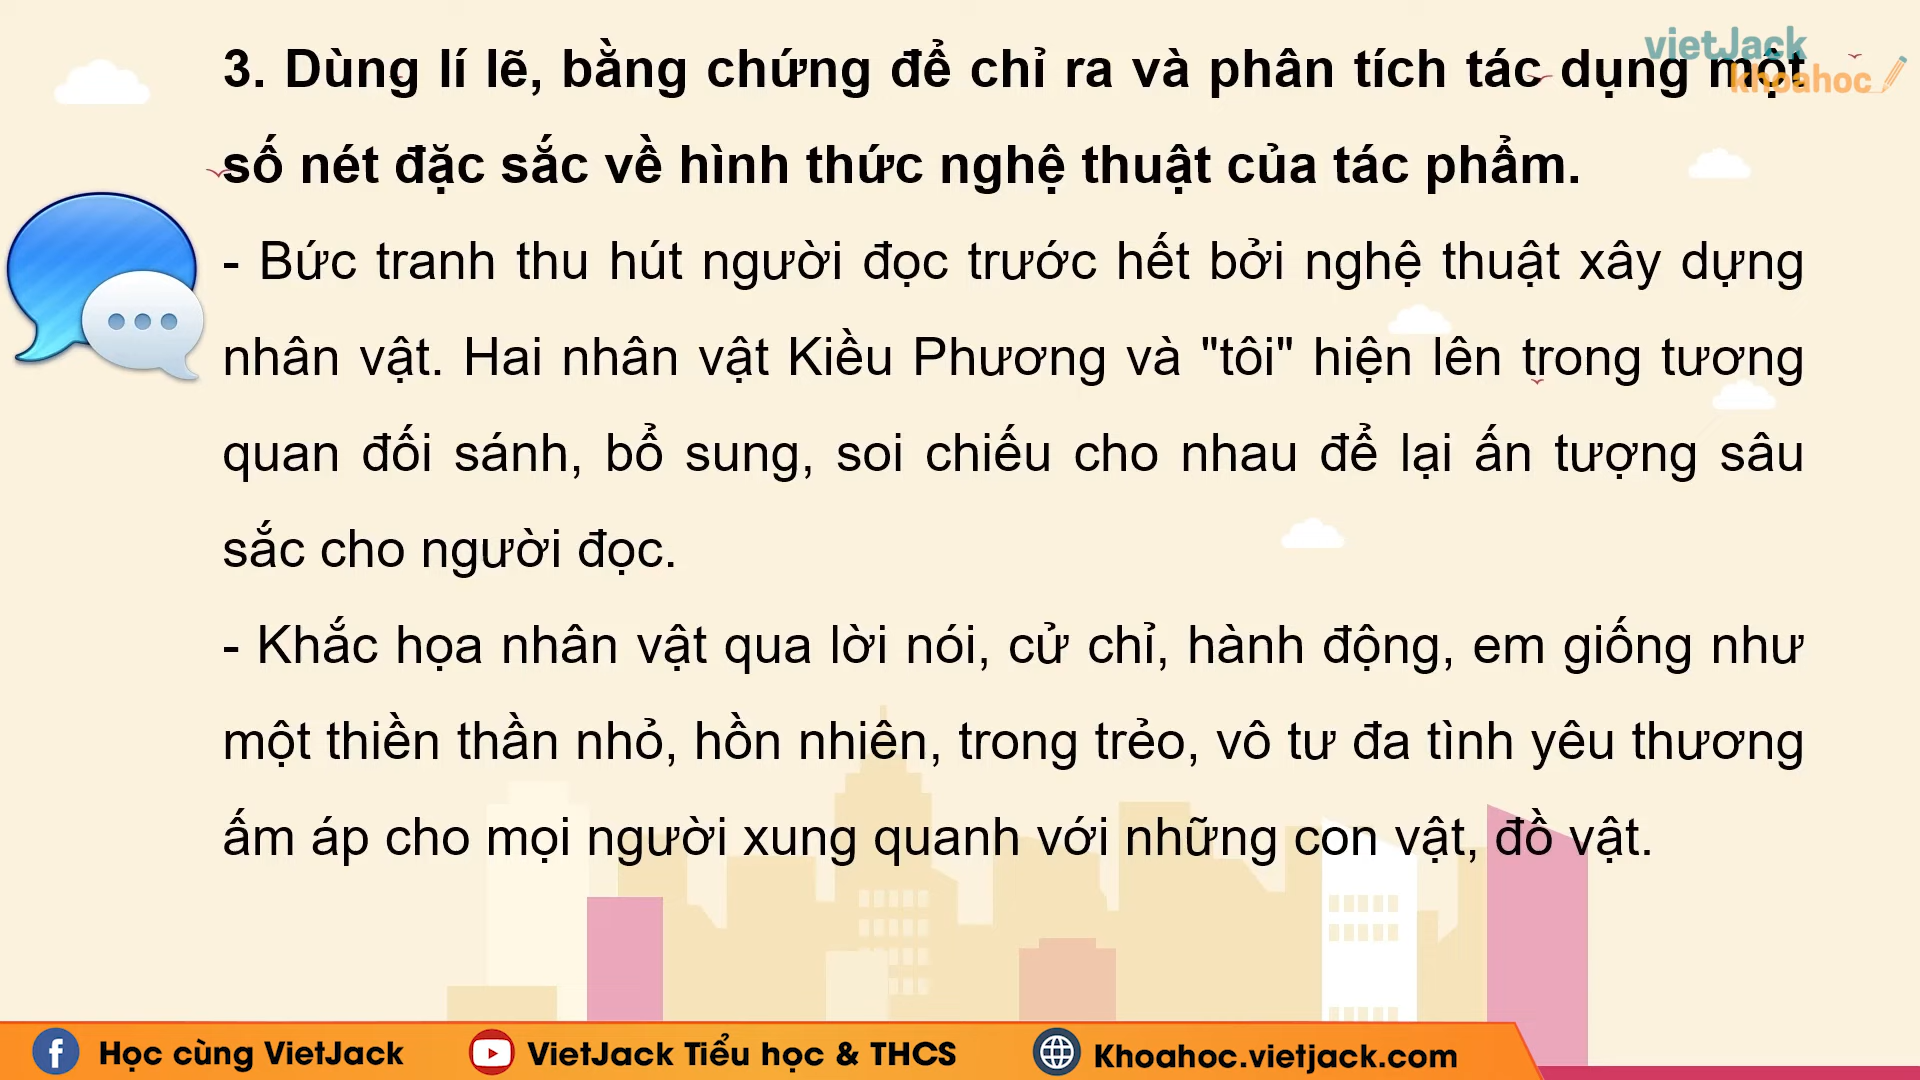 vietJack
khoahoc
3. Dùng lí lẽ, bằng chứng để chỉ ra và phân tích tác dụng một
số nét đặc sắc về hình thức nghệ thuật của tác phẩm.
- Bức tranh thu hút người đọc trước hết bởi nghệ thuật xây dựng
nhân vật. Hai nhân vật Kiều Phương và "tôi" hiện lên trong tương
quan đối sánh, bổ sung, soi chiếu cho nhau để lại ấn tượng sâu
sắc cho người đọc.
- Khắc họa nhân vật qua lời nói, cử chỉ, hành động, em giống như
một thiền thần nhỏ, hồn nhiên, trong trẻo, vô tư đa tình yêu thương
ấm áp cho mọi người xung quanh với những con vật, đồ vật.
Học cùng VietJack
VietJack Tiểu học & THCS
Khoahoc.vietjack.com